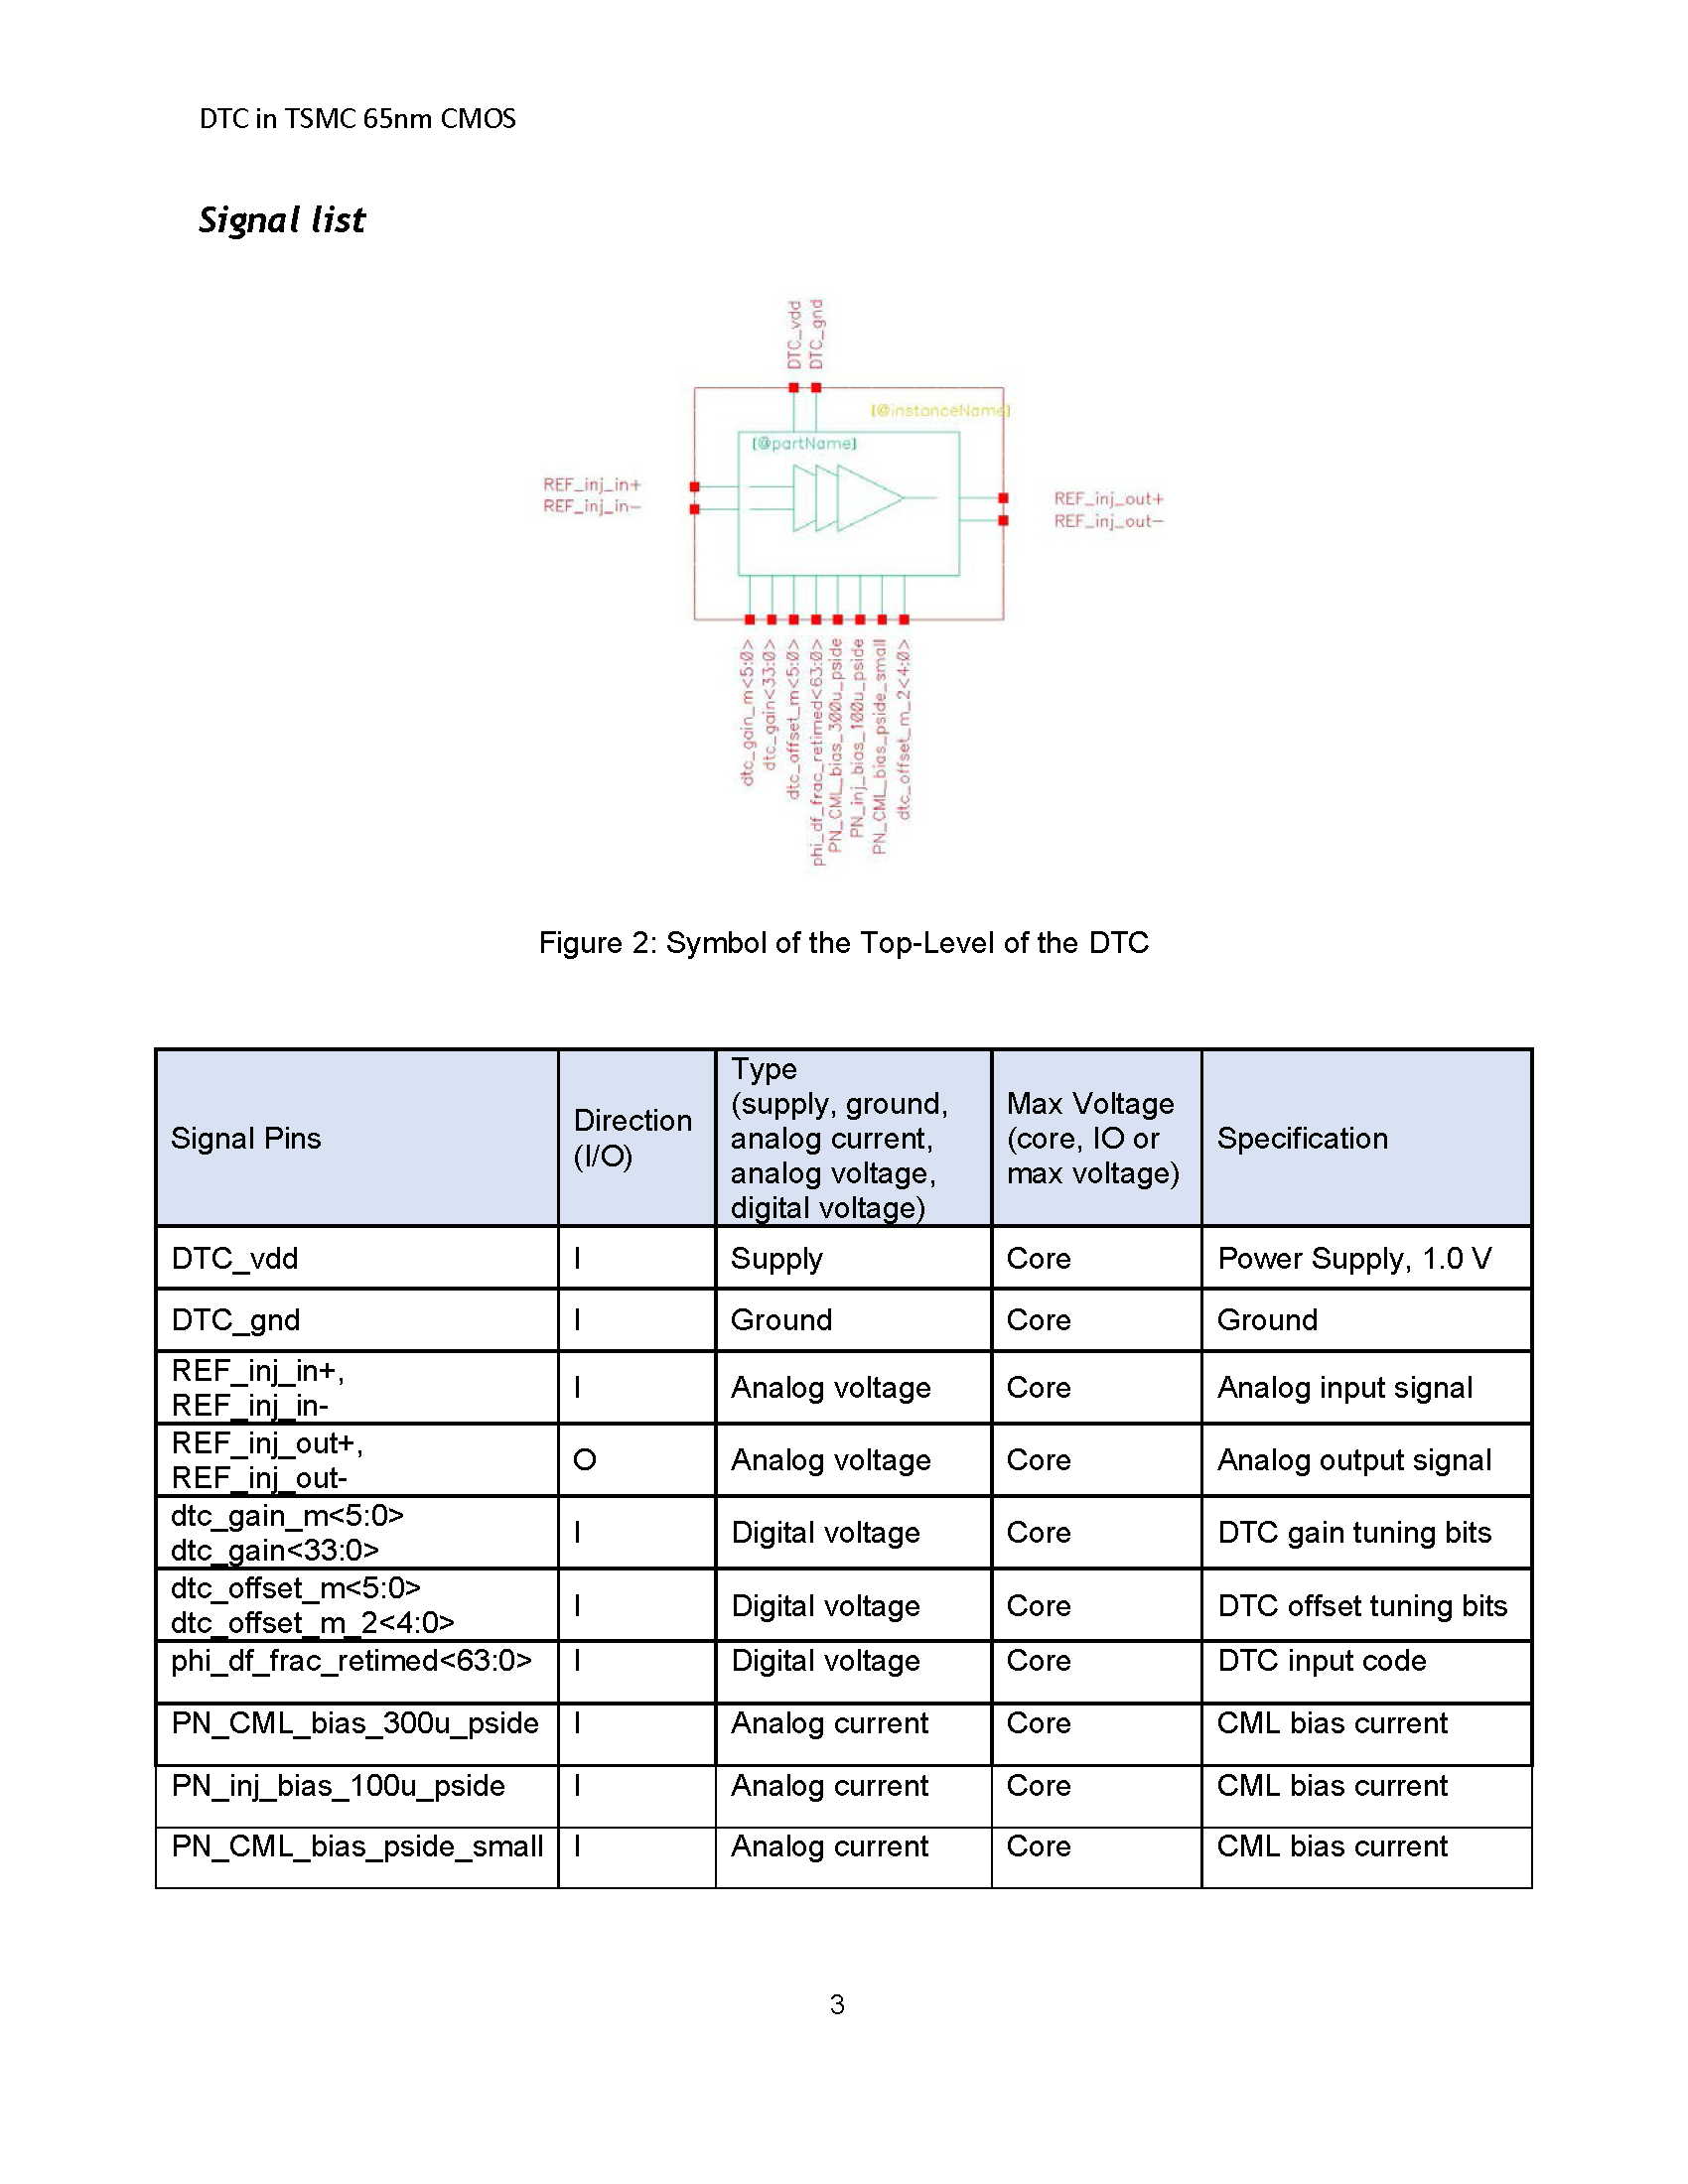 DTC in TSMC 65nm CMOS
Signal list
DTC_vdd
DTC_gnd
[@instanceName]
[@partName]
REF_inj_in+
REF_inj_in-
REF_inj_out+
REF_inj_out-
dtc_gain_m<5:0>
dtc_gain<33:0>
dtc_offset_m<5:0>
phi_df_frac_retimed<63:0>
PN_CML_bias_300u_pside
PN_inj_bias_100u_pside
PN_CML_bias_pside_small
dtc_offset_m_2<4:0>
Figure 2: Symbol of the Top-Level of the DTC
Signal Pins
Direction
(I/O)
Type
(supply, ground,
analog current,
analog voltage,
digital voltage)
Max Voltage
(core, IO or
max voltage)
Specification
DTC_vdd I Supply Core Power Supply, 1.0 V
DTC_gnd I Ground Core Ground
REF_inj_in+,
REF_inj_in-
I Analog voltage Core Analog input signal
REF_inj_out+,
REF_inj_out-
O Analog voltage Core Analog output signal
dtc_gain_m<5:0>
dtc_gain<33:0>
I Digital voltage Core DTC gain tuning bits
dtc_offset_m<5:0>
dtc_offset_m_2<4:0>
I Digital voltage Core DTC offset tuning bits
phi_df_frac_retimed<63:0> I Digital voltage Core DTC input code
PN_CML_bias_300u_pside I Analog current Core CML bias current
PN_inj_bias_100u_pside I Analog current Core CML bias current
PN_CML_bias_pside_small I Analog current Core CML bias current
3